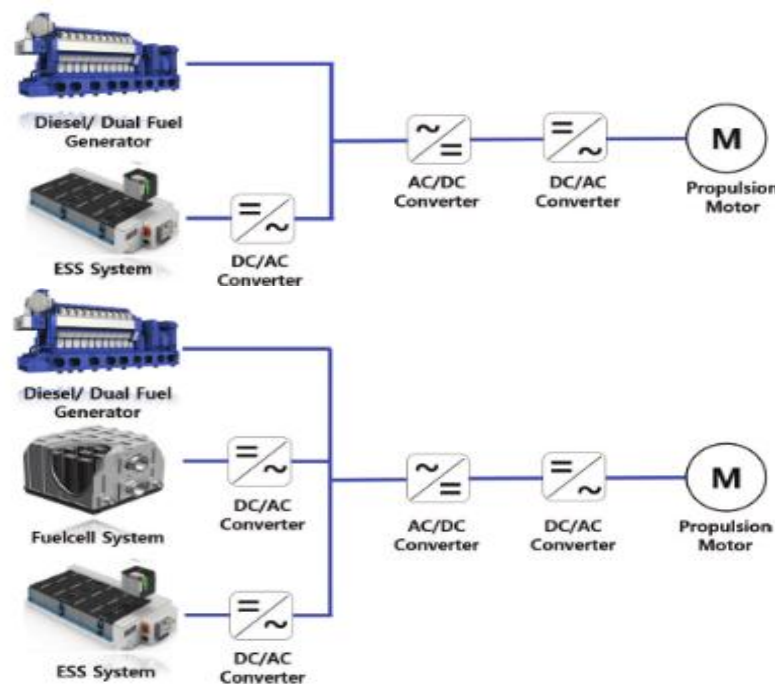 Diesel/ Dual Fuel
Generator
AC/DC
Converter
DC/AC
Converter
M
Propulsion
Motor
ESS System
DC/AC
Converter
Diesel/ Dual Fuel
Generator
Fuelcell System
DC/AC
Converter
AC/DC
Converter
DC/AC
Converter
M
Propulsion
Motor
ESS System
DC/AC
Converter